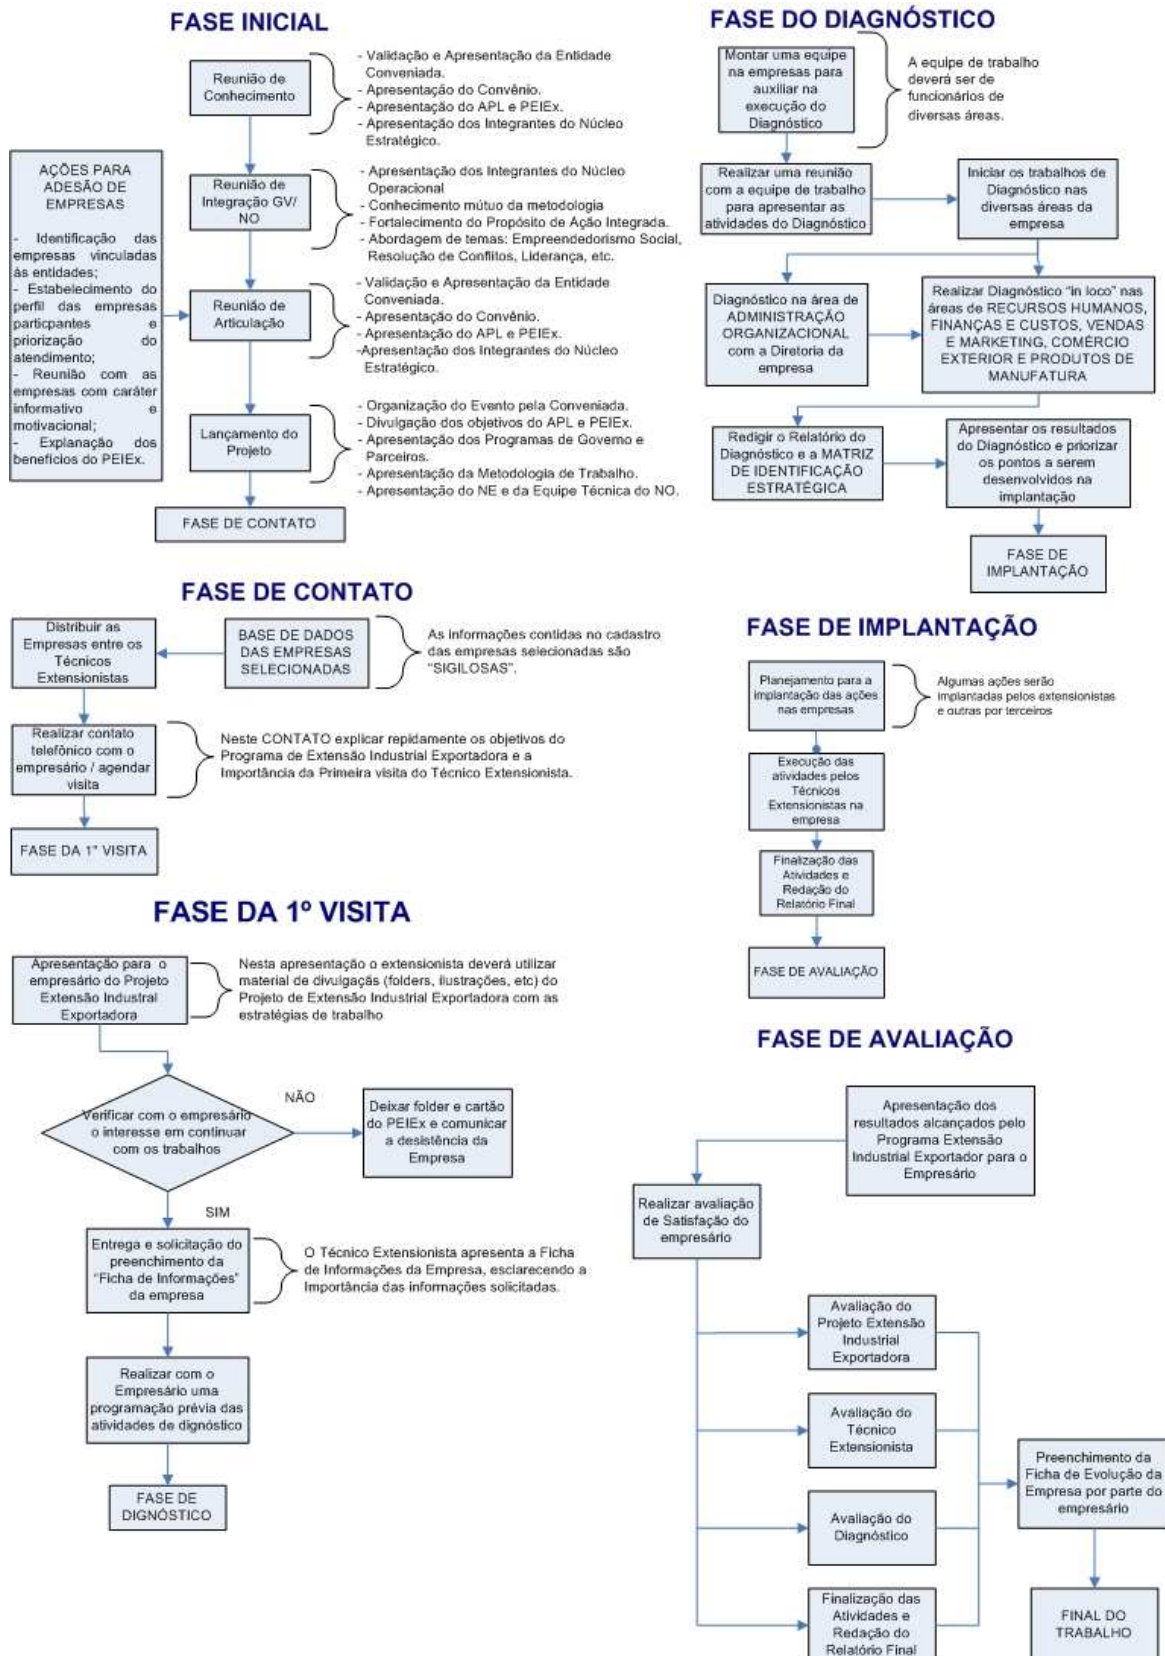 FASE INICIAL
Reunião de
Conhecimento
- Validação e Apresentação da Entidade
Conveniada.
- Apresentação do Convênio.
- Apresentação do APL e PEIEx.
- Apresentação dos Integrantes do Núcleo
Estratégico.
AÇÕES PARA
ADESÃO DE
EMPRESAS
- Identificação das
empresas vinculadas
às entidades;
- Estabelecimento do
perfil das empresas
particpantes e
priorização do
atendimento;
- Reunião com as
empresas com caráter
informativo e
motivacional;
- Explanação dos
benefícios do PEIEx.
Reunião de
Integração GV/
NO
- Apresentação dos Integrantes do Núcleo
Operacional
- Conhecimento mútuo da metodologia
- Fortalecimento do Propósito de Ação Integrada.
- Abordagem de temas: Empreendedorismo Social,
Resolução de Conflitos, Liderança, etc.
Reunião de
Articulação
- Validação e Apresentação da Entidade
Conveniada.
- Apresentação do Convênio.
- Apresentação do APL e PEIEx.
-Apresentação dos Integrantes do Núcleo
Estratégico.
Lançamento do
Projeto
- Organização do Evento pela Conveniada.
- Divulgação dos objetivos do APL e PEIEx.
- Apresentação dos Programas de Governo e
Parceiros.
- Apresentação da Metodologia de Trabalho.
- Apresentação do NE e da Equipe Técnica do NO.
FASE DE CONTATO
FASE DO DIAGNÓSTICO
Montar uma equipe
na empresas para
auxiliar na
execução do
Diagnóstico
A equipe de trabalho
deverá ser de
funcionários de
diversas áreas.
Realizar uma reunião
com a equipe de trabalho
para apresentar as
atividades do Diagnóstico
Iniciar os trabalhos de
Diagnóstico nas
diversas áreas da
empresa
Diagnóstico na área de
ADMINISTRAÇÃO
ORGANIZACIONAL
com a Diretoria da
empresa
Realizar Diagnóstico “in loco” nas
áreas de RECURSOS HUMANOS,
FINANÇAS E CUSTOS, VENDAS
E MARKETING, COMÉRCIO
EXTERIOR E PRODUTOS DE
MANUFATURA
Redigir o Relatório do
Diagnóstico e a MATRIZ
DE IDENTIFICAÇÃO
ESTRATÉGICA
Apresentar os resultados
do Diagnóstico e priorizar
os pontos a serem
desenvolvidos na
implantação
FASE DE
IMPLANTAÇÃO
FASE DE CONTATO
Distribuir as
Empresas entre os
Técnicos
Extensionistas
BASE DE DADOS
DAS EMPRESAS
SELECIONADAS
As informações contidas no cadastro
das empresas selecionadas são
“SIGILOSAS”.
Realizar contato
telefônico com o
empresário / agendar
visita
Neste CONTATO explicar repidamente os objetivos do
Programa de Extensão Industrial Exportadora e a
Importância da Primeira visita do Técnico Extensionista.
FASE DA 1° VISITA
FASE DE IMPLANTAÇÃO
Planejamento para a
implantação das ações
nas empresas
Algumas ações serão
implantadas pelos extensionistas
e outras por terceiros
Execução das
atividades pelos
Técnicos
Extensionistas na
empresa
Finalização das
Atividades e
Redação do
Relatório Final
FASE DE AVALIAÇÃO
FASE DA 1º VISITA
Apresentação para o
empresário do Projeto
Extensão Industral
Exportadora
Nesta apresentação o extensionista deverá utilizar
material de divulgaçãs (folders, ilustrações, etc) do
Projeto de Extensão Industrial Exportadora com as
estratégias de trabalho
Verificar com o empresário
o interesse em continuar
com os trabalhos
NÃO
Deixar folder e cartão
do PEIEx e comunicar
a desistência da
Empresa
SIM
Entrega e solicitação do
preenchimento da
“Ficha de Informações”
da empresa
O Técnico Extensionista apresenta a Ficha
de Informações da Empresa, esclarecendo a
Importância das informações solicitadas.
Realizar com o
Empresário uma
programação prévia das
atividades de dignóstico
FASE DE
DIGNÓSTICO
FASE DE AVALIAÇÃO
Apresentação dos
resultados alcançados pelo
Programa Extensão
Industrial Exportador para o
Empresário
Realizar avaliação
de Satisfação do
empresário
Avaliação do
Projeto Extensão
Industrial
Exportadora
Avaliação do
Técnico
Extensionista
Avaliação do
Diagnóstico
Finalização das
Atividades e
Redação do
Relatório Final
Preenchimento da
Ficha de Evolução da
Empresa por parte do
empresário
FINAL DO
TRABALHO